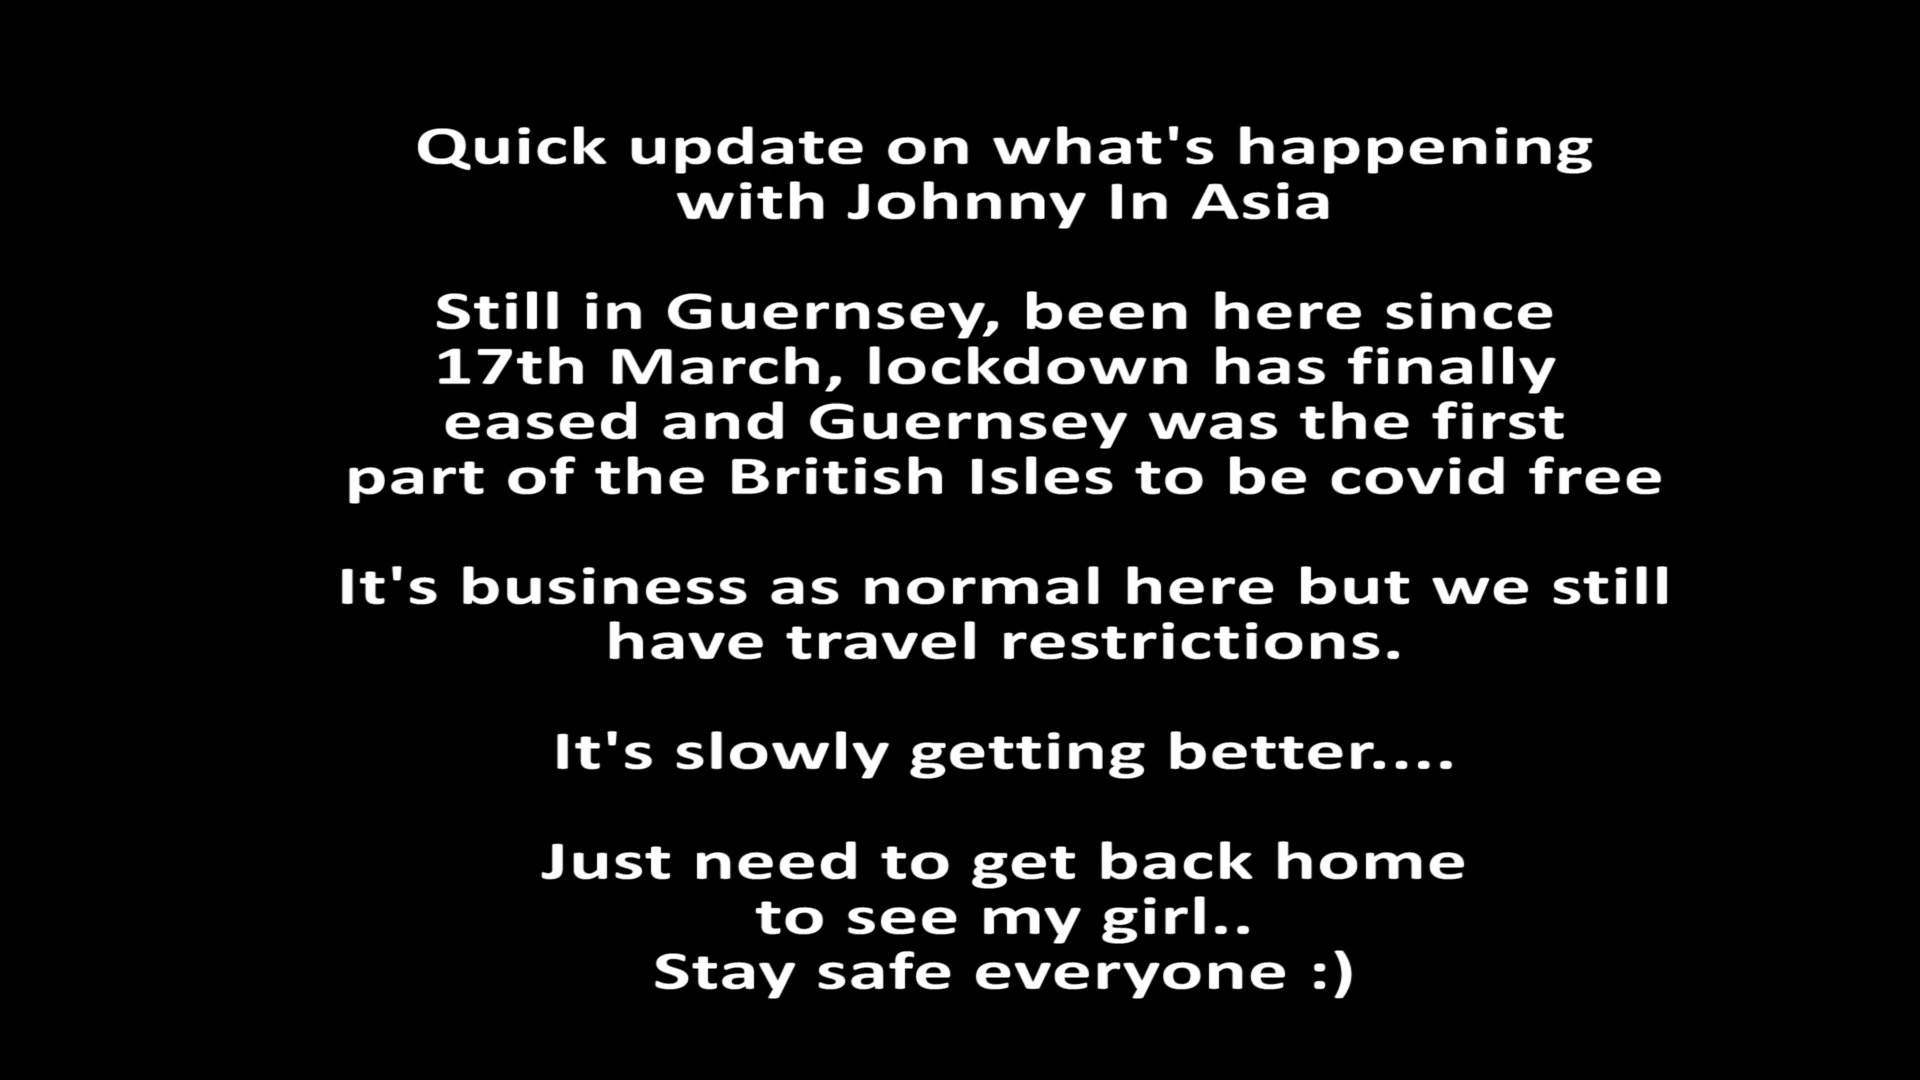 Quick update on what's happening
with Johnny In Asia
Still in Guernsey, been here since
17th March, lockdown has finally
eased and Guernsey was the first
part of the British Isles to be covid free
It's business as normal here but we still
have travel restrictions.
It's slowly getting better....
Just need to get back home
to see my girl..
Stay safe everyone :)